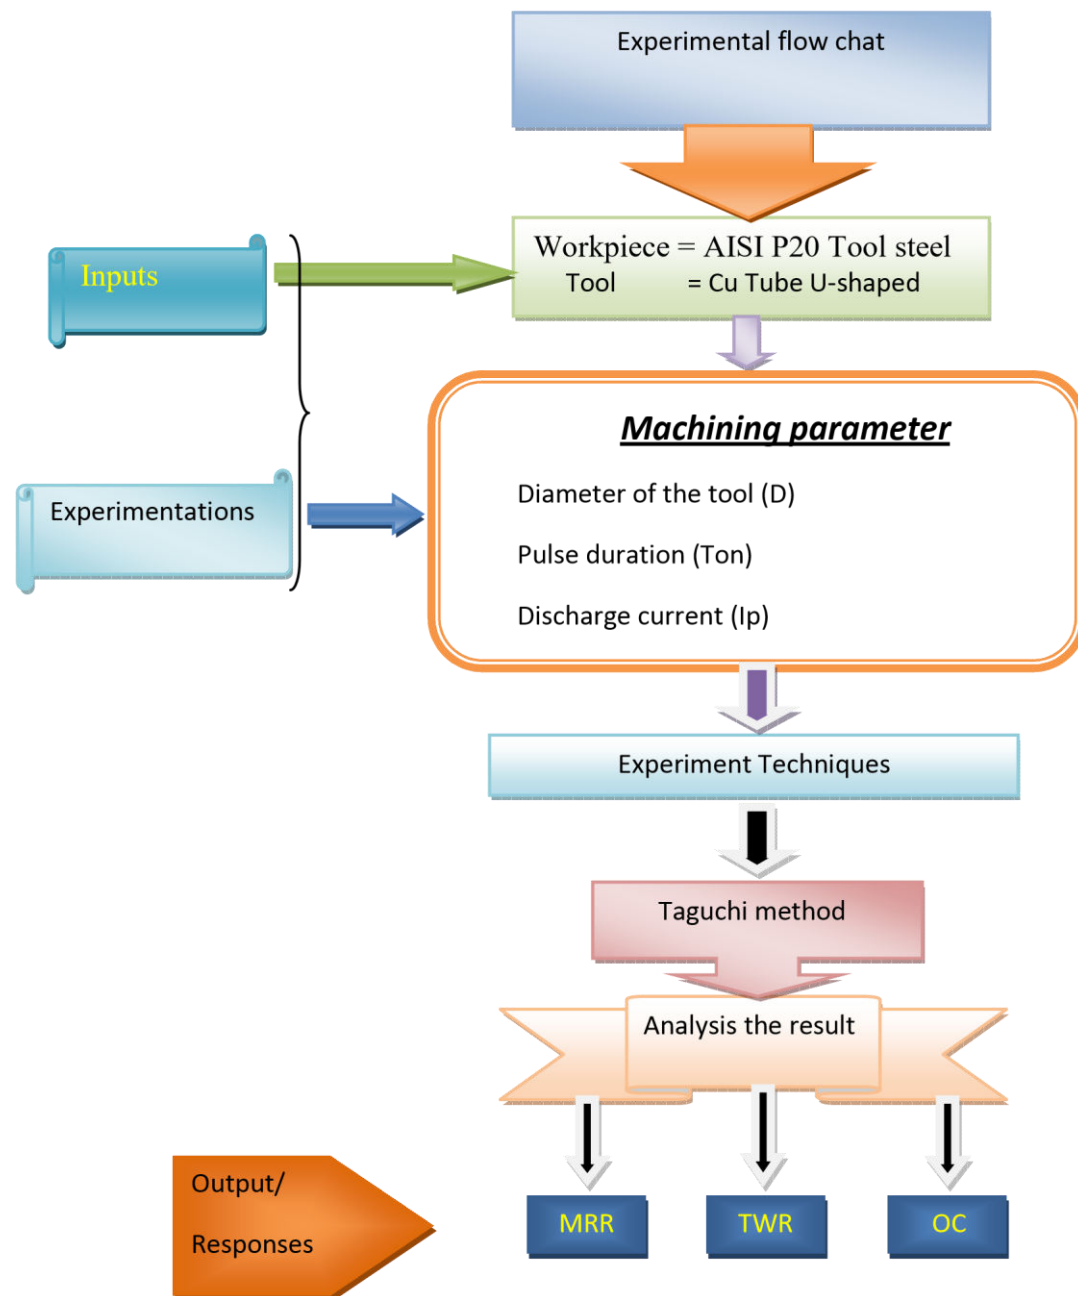 Experimental flow chat
Inputs
Workpiece = AISI P20 Tool steel
Tool = Cu Tube U-shaped
Experimentations
Machining parameter
Diameter of the tool (D)
Pulse duration (Ton)
Discharge current (Ip)
Experiment Techniques
Taguchi method
Analysis the result
Output/
Responses
MRR
TWR
OC